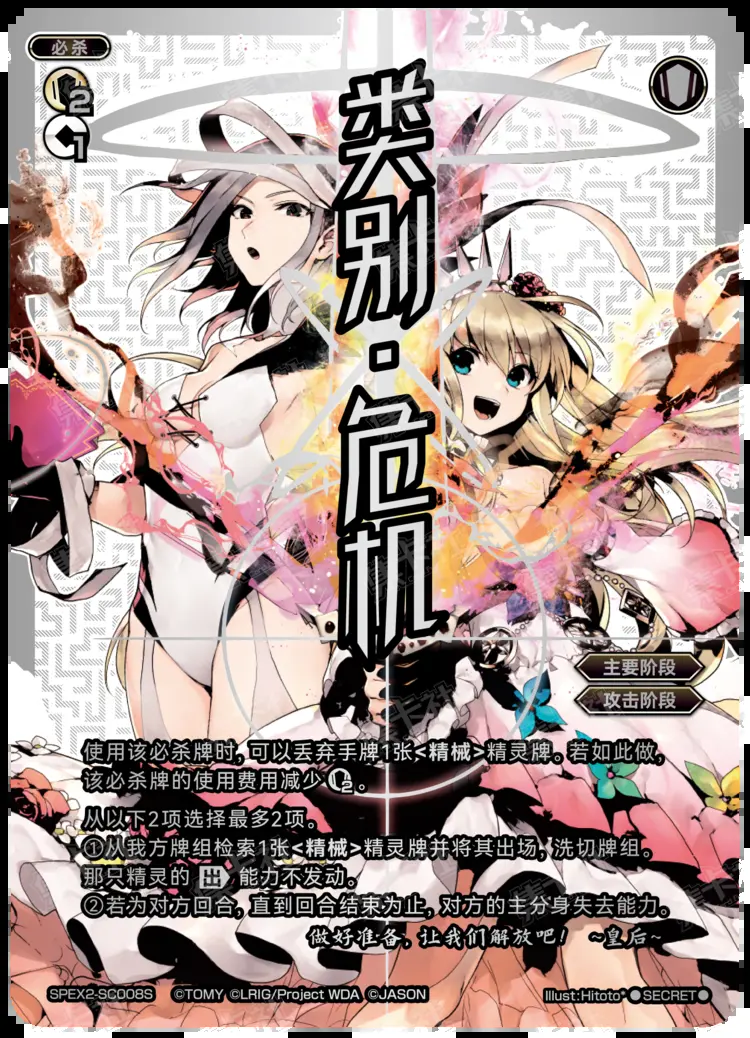 必杀
2
1
类别·危机
主要阶段
攻击阶段
使用该必杀牌时，可以丢弃手牌1张<精械>精灵牌。若如此做，
该必杀牌的使用费用减少2。
从以下2项选择最多2项。
①从我方牌组检索1张<精械>精灵牌并将其出场，洗切牌组。
那只精灵的 出 能力不发动。
②若为对方回合，直到回合结束为止，对方的主分身失去能力。
做好准备，让我们解放吧！ ~皇后~
SPEX2-SC008S ©TOMY ©LRIG/Project WDA ©JASON Illust:Hitoto* ●SECRET●
集卡社